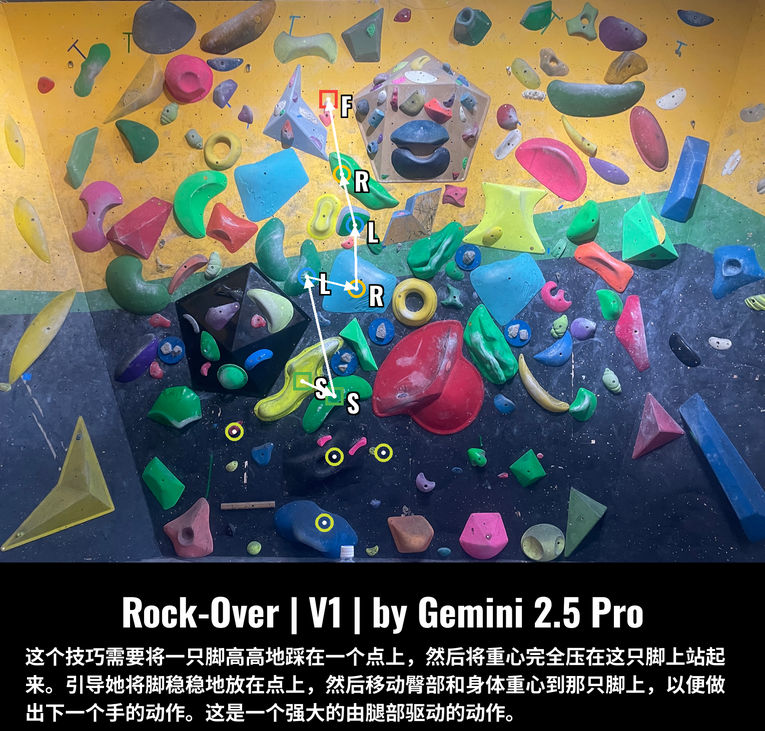 F
R
L
L
R
S
S
Rock-Over | V1 | by Gemini 2.5 Pro
这个技巧需要将一只脚高高地踩在一个点上，然后将重心完全压在这只脚上站起
来。引导她将脚稳稳地放在点上，然后移动臀部和身体重心到那只脚上，以便做
出下一个手的动作。这是一个强大的由腿部驱动的动作。